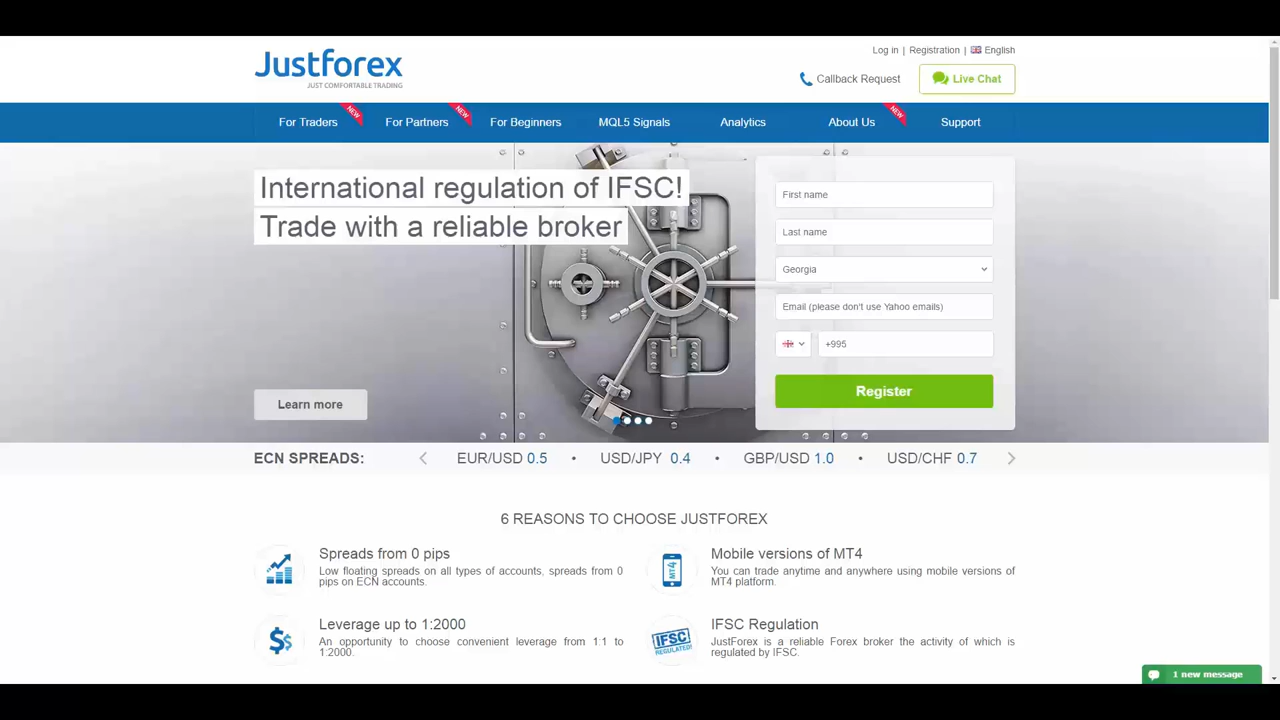 Justforex
JUST COMFORTABLE TRADING
Log in | Registration | English
Callback Request
Live Chat
For Traders
NEW
For Partners
NEW
For Beginners
MQL5 Signals
Analytics
About Us
NEW
Support
International regulation of IFSC!
Trade with a reliable broker
Learn more
First name
Last name
Georgia
Email (please don't use Yahoo emails)
+995
Register
ECN SPREADS:
EUR/USD 0.5 • USD/JPY 0.4 • GBP/USD 1.0 • USD/CHF 0.7
6 REASONS TO CHOOSE JUSTFOREX
Spreads from 0 pips
Low floating spreads on all types of accounts, spreads from 0
pips on ECN accounts.
MT4
Mobile versions of MT4
You can trade anytime and anywhere using mobile versions of
MT4 platform.
Leverage up to 1:2000
An opportunity to choose convenient leverage from 1:1 to
1:2000.
IFSC
REGULATED!
IFSC Regulation
JustForex is a reliable Forex broker the activity of which is
regulated by IFSC.
1 new message